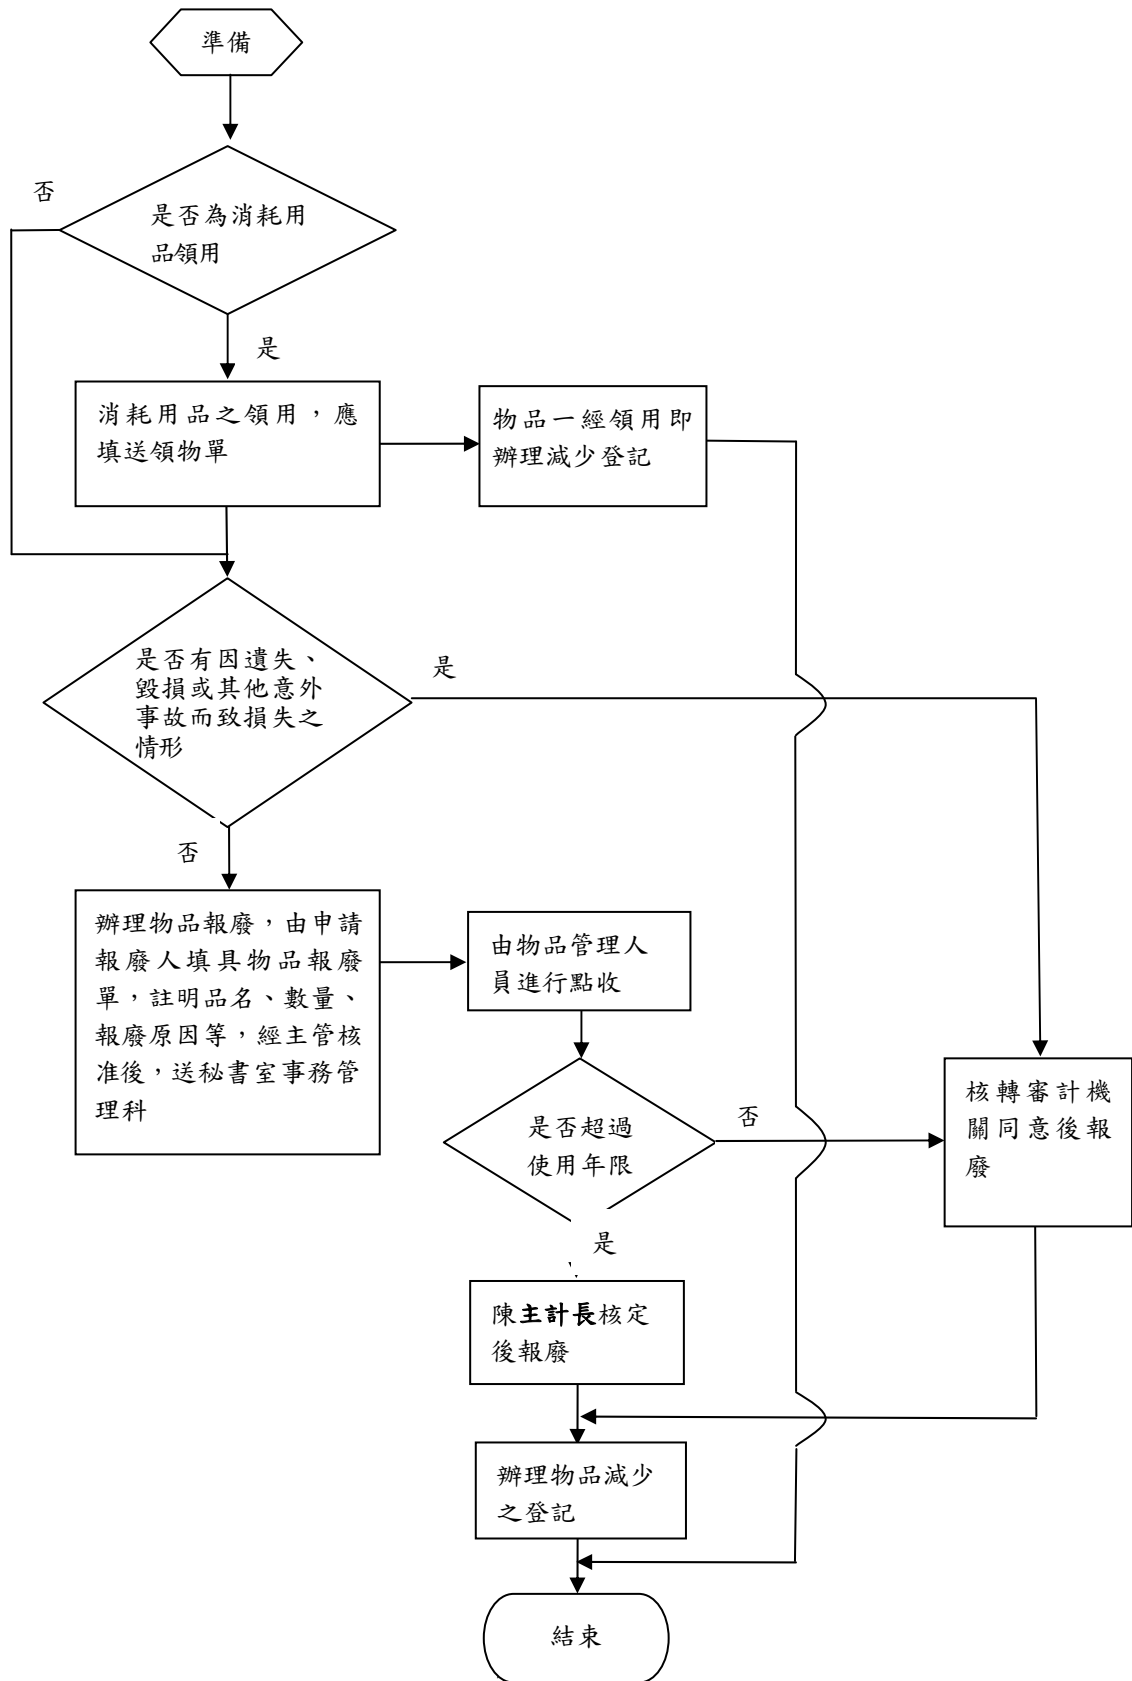 準備
否
是否為消耗用
品領用
是
消耗用品之領用，應
填送領物單
物品一經領用即
辦理減少登記
是否有因遺失、
毀損或其他意外
事故而致損失之
情形
是
否
辦理物品報廢，由申請
報廢人填具物品報廢
單，註明品名、數量、
報廢原因等，經主管核
准後，送秘書室事務管
理科
由物品管理人
員進行點收
是否超過
使用年限
否
核轉審計機
關同意後報
廢
是
陳主計長核定
後報廢
辦理物品減少
之登記
結束